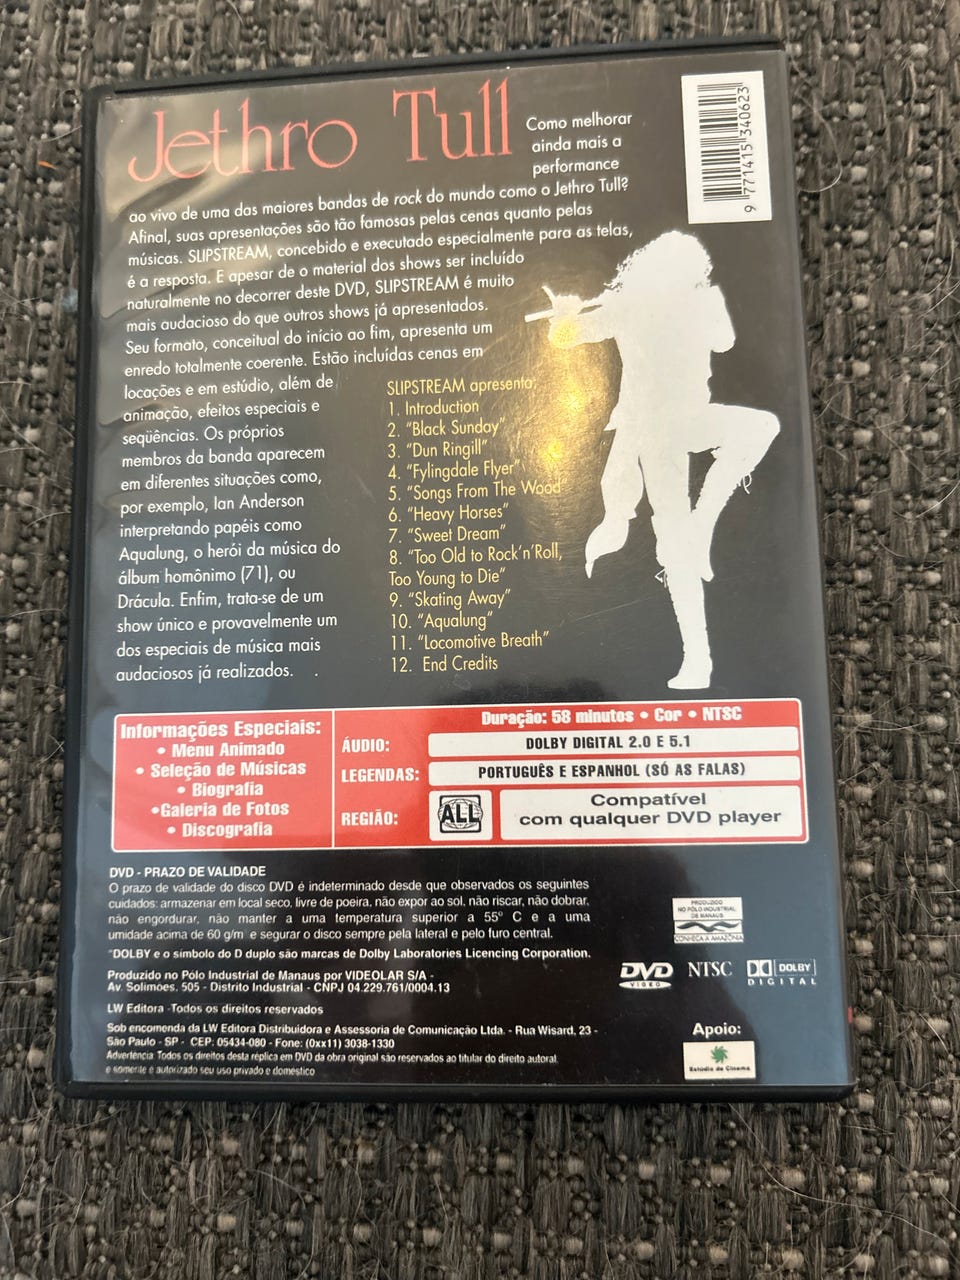 Jethro Tull
Como melhorar
ainda mais a
performance
ao vivo de uma das maiores bandas de rock do mundo como o Jethro Tull?
Afinal, suas apresentações são tão famosas pelas cenas quanto pelas
músicas. SLIPSTREAM, concebido e executado especialmente para as telas,
é a resposta. E apesar de o material dos shows ser incluído
naturalmente no decorrer deste DVD, SLIPSTREAM é muito
mais audacioso do que outros shows já apresentados.
Seu formato, conceitual do início ao fim, apresenta um
enredo totalmente coerente. Estão incluídas cenas em
locações e em estúdio, além de
animação, efeitos especiais e
seqüências. Os próprios
membros da banda aparecem
em diferentes situações como,
por exemplo, Ian Anderson
interpretando papéis como
Aqualung, o herói da música do
álbum homônimo (71), ou
Drácula. Enfim, trata-se de um
show único e provavelmente um
dos especiais de música mais
audaciosos já realizados.
SLIPSTREAM apresenta:
1. Introduction
2. "Black Sunday"
3. "Dun Ringill"
4. "Fylingdale Flyer"
5. "Songs From The Wood"
6. "Heavy Horses"
7. "Sweet Dream"
8. "Too Old to Rock'n'Roll,
Too Young to Die"
9. "Skating Away"
10. "Aqualung"
11. "Locomotive Breath"
12. End Credits
9 771415 340623
Informações Especiais:
• Menu Animado
• Seleção de Músicas
• Biografia
•Galeria de Fotos
• Discografia
Duração: 58 minutos • Cor • NTSC
ÁUDIO: DOLBY DIGITAL 2.0 E 5.1
LEGENDAS: PORTUGUÊS E ESPANHOL (SÓ AS FALAS)
REGIÃO: ALL Compatível
com qualquer DVD player
DVD - PRAZO DE VALIDADE
O prazo de validade do disco DVD é indeterminado desde que observados os seguintes
cuidados: armazenar em local seco, livre de poeira, não expor ao sol, não riscar, não dobrar,
não engordurar, não manter a uma temperatura superior a 55º C e a uma
umidade acima de 60 g/m e segurar o disco sempre pela lateral e pelo furo central.
"DOLBY e o símbolo do D duplo são marcas de Dolby Laboratories Licencing Corporation.
Produzido no Pólo Industrial de Manaus por VIDEOLAR S/A -
Av. Solimões, 505 - Distrito Industrial - CNPJ 04.229.761/0004.13
LW Editora -Todos os direitos reservados
Sob encomenda da LW Editora Distribuidora e Assessoria de Comunicação Ltda. - Rua Wisard, 23 -
São Paulo - SP - CEP: 05434-080 - Fone: (0xx11) 3038-1330
Advertência: Todos os direitos desta réplica em DVD da obra original são reservados ao titular do direito autoral.
e somente é autorizado seu uso privado e doméstico
PRODUZIDO
NO PÓLO INDUSTRIAL
DE MANAUS
CONHEÇA A AMAZÔNIA
DVD
VIDEO
NTSC
DOLBY
DIGITAL
Apoio:
Estúdio de Cinema